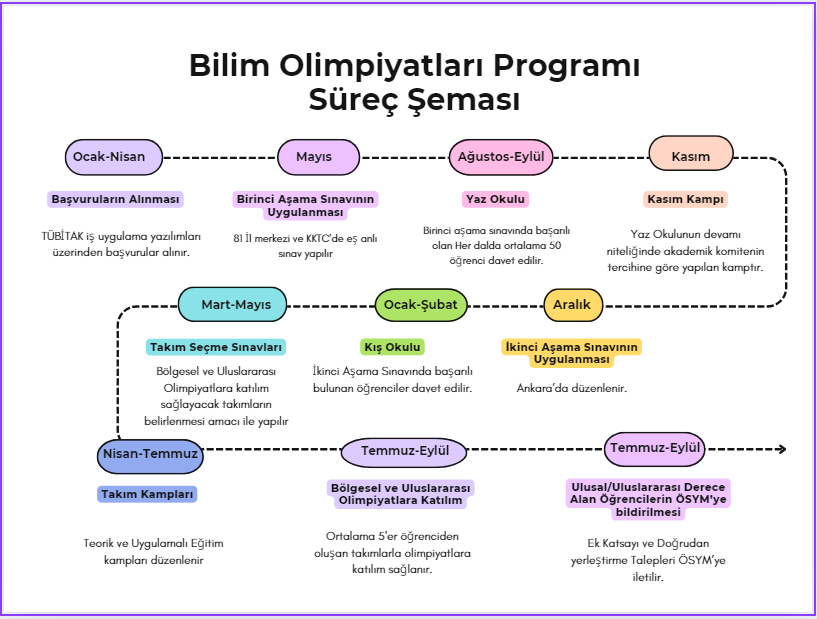 Bilim Olimpiyatları Programı
Süreç Şeması
Ocak-Nisan
Başvuruların Alınması
TÜBİTAK iş uygulama yazılımları
üzerinden başvurular alınır.
Mayıs
Birinci Aşama Sınavının
Uygulanması
81 İl merkezi ve KKTC'de eş anlı
sınav yapılır
Ağustos-Eylül
Yaz Okulu
Birinci aşama sınavında başarılı
olan Her dalda ortalama 50
öğrenci davet edilir.
Kasım
Kasım Kampı
Yaz Okulunun devamı
niteliğinde akademik komitenin
tercihine göre yapılan kamptır.
Aralık
İkinci Aşama Sınavının
Uygulanması
Ankara'da düzenlenir.
Ocak-Şubat
Kış Okulu
İkinci Aşama Sınavında başarılı
bulunan öğrenciler davet edilir.
Mart-Mayıs
Takım Seçme Sınavları
Bölgesel ve Uluslararası
Olimpiyatlara katılım
sağlayacak takımların
belirlenmesi amacı ile yapılır
Nisan-Temmuz
Takım Kampları
Teorik ve Uygulamalı Eğitim
kampları düzenlenir
Temmuz-Eylül
Bölgesel ve Uluslararası
Olimpiyatlara Katılım
Ortalama 5'er öğrenciden
oluşan takımlarla olimpiyatlara
katılım sağlanır.
Temmuz-Eylül
Ulusal/Uluslararası Derece
Alan Öğrencilerin ÖSYM'ye
bildirilmesi
Ek Katsayı ve Doğrudan
yerleştirme Talepleri ÖSYM'ye
iletilir.